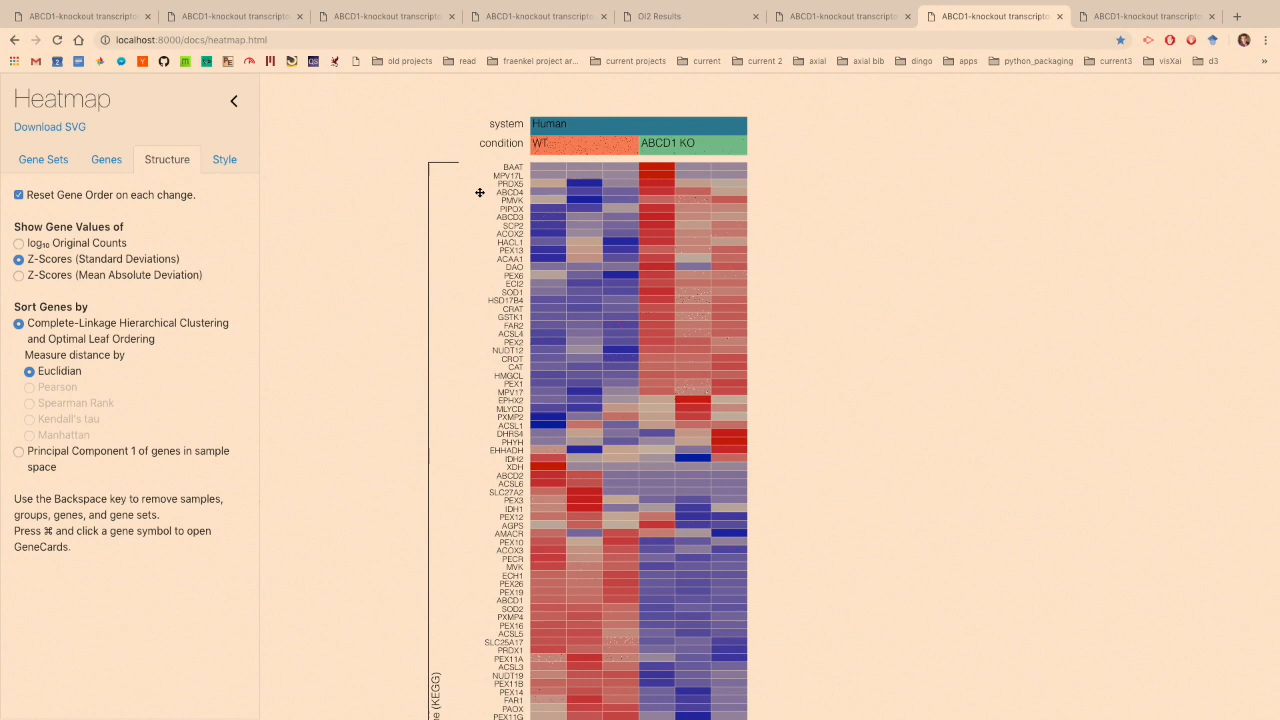 ABCD1-knockout transcripto
ABCD1-knockout transcripto
ABCD1-knockout transcripto
ABCD1-knockout transcripto
OI2 Results
ABCD1-knockout transcripto
ABCD1-knockout transcripto
ABCD1-knockout transcripto
localhost:8000/docs/heatmap.html
old projects
read
fraenkel project ar...
current projects
current
current 2
axial
axial bib
dingo
apps
python_packaging
current3
visXai
d3
Heatmap
Download SVG
Gene Sets
Genes
Structure
Style
Reset Gene Order on each change.
Show Gene Values of
log₁₀ Original Counts
Z-Scores (Standard Deviations)
Z-Scores (Mean Absolute Deviation)
Sort Genes by
Complete-Linkage Hierarchical Clustering
and Optimal Leaf Ordering
Measure distance by
Euclidian
Pearson
Spearman Rank
Kendall's tau
Manhattan
Principal Component 1 of genes in sample
space
Use the Backspace key to remove samples,
groups, genes, and gene sets.
Press ⌘ and click a gene symbol to open
GeneCards.
system
Human
condition
WT
ABCD1 KO
BAAT
MPV17L
PRDX5
ABCD4
PMVK
PIPOX
ABCD3
SCP2
ACOX2
HACL1
PEX13
ACAA1
DAO
PEX6
ECI2
SOD1
HSD17B4
CRAT
GSTK1
FAR2
ACSL4
PEX2
NUDT12
CROT
CAT
HMGCL
PEX1
MPV17
EPHX2
MLYCD
PXMP2
ACSL1
DHRS4
PHYH
EHHADH
IDH2
XDH
ABCD2
ACSL6
SLC27A2
PEX3
IDH1
PEX12
AGPS
AMACR
PEX10
ACOX3
PECR
MVK
ECH1
PEX26
PEX19
ABCD1
SOD2
PXMP4
PEX16
ACSL5
SLC25A17
PRDX1
PEX11A
ACSL3
NUDT19
PEX11B
PEX14
FAR1
PAOX
PEX11G
(KEGG)